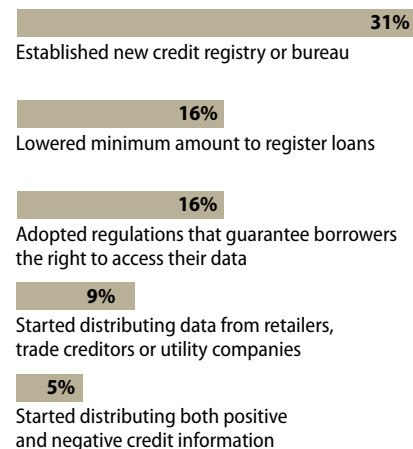 31%
Established new credit registry or bureau
16%
Lowered minimum amount to register loans
16%
Adopted regulations that guarantee borrowers
the right to access their data
9%
Started distributing data from retailers,
trade creditors or utility companies
5%
Started distributing both positive
and negative credit information